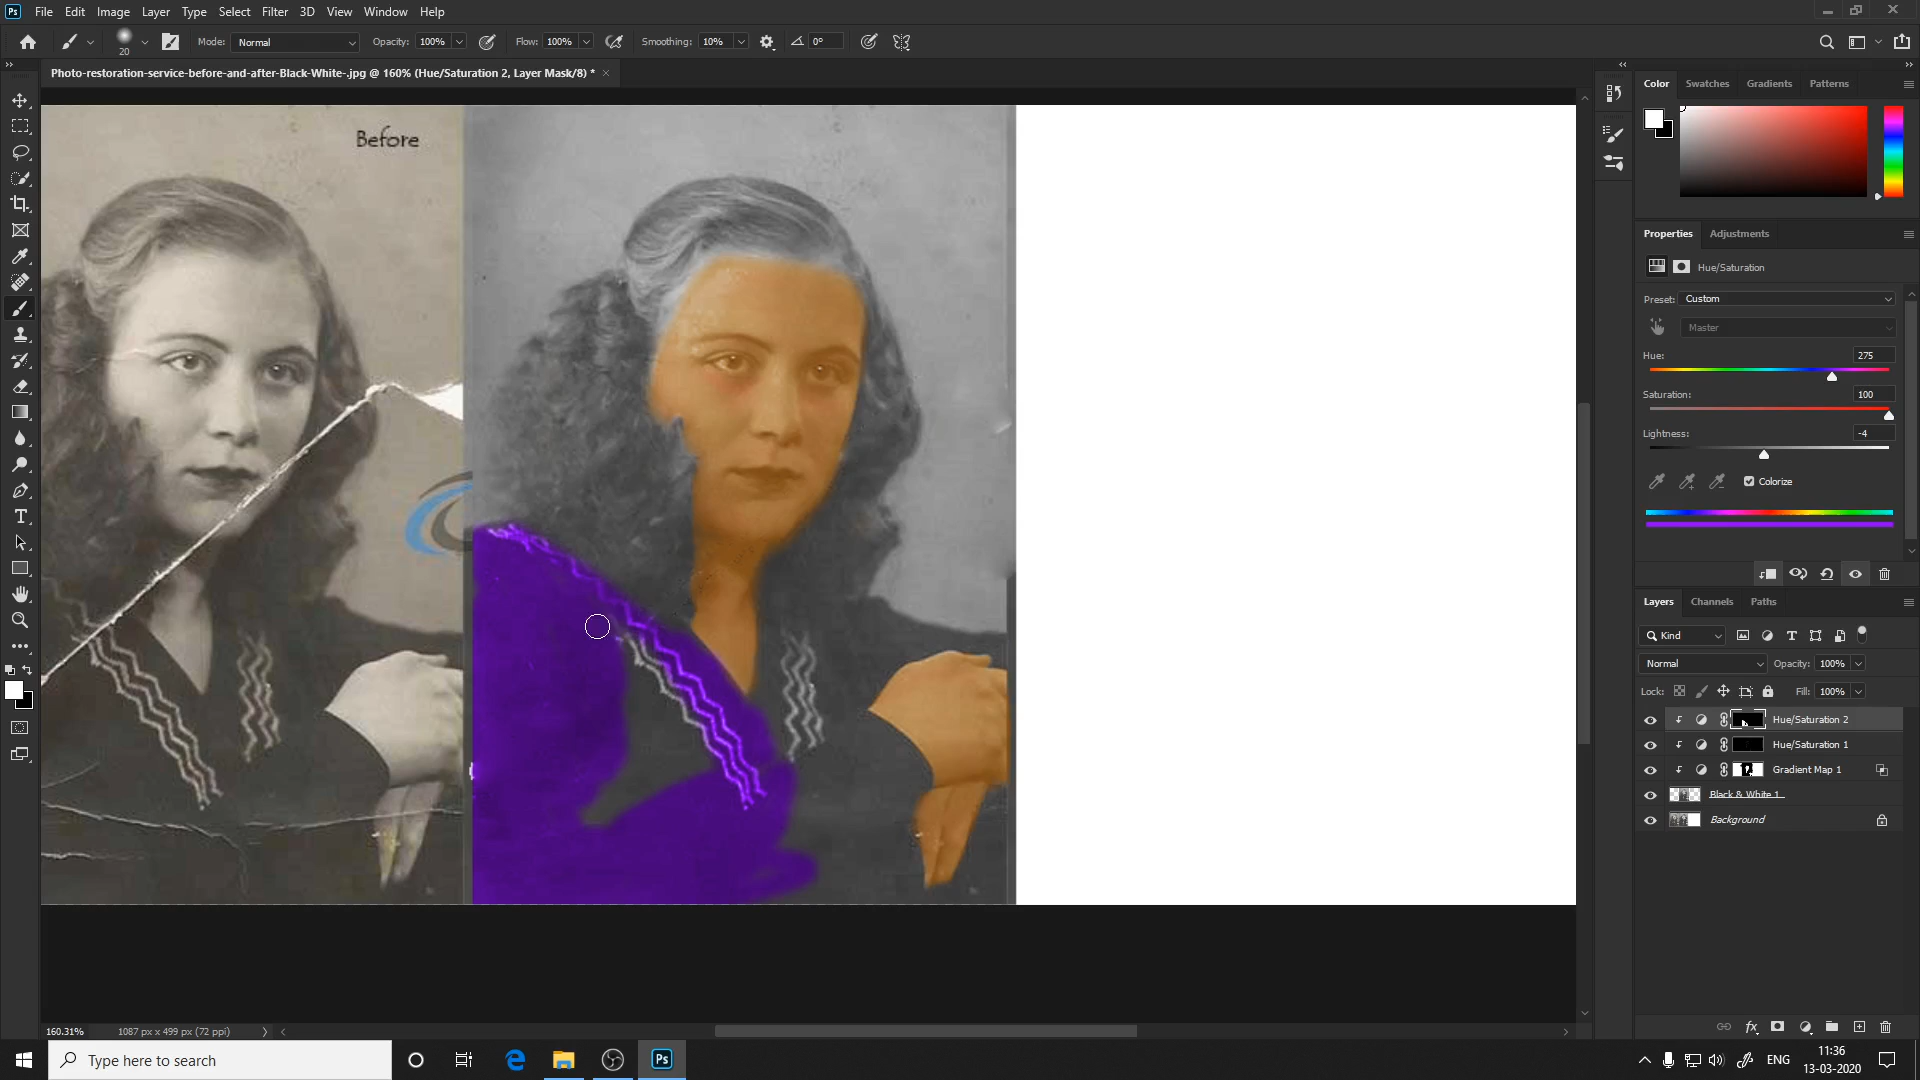 Ps File Edit Image Layer Type Select Filter 3D View Window Help
20 Mode: Normal Opacity: 100% Flow: 100% Smoothing: 10% 0°
Photo-restoration-service-before-and-after-Black-White-.jpg @ 160% (Hue/Saturation 2, Layer Mask/8) *
Before
Color Swatches Gradients Patterns
Properties Adjustments
Hue/Saturation
Preset: Custom
Master
Hue: 275
Saturation: 100
Lightness: -4
Colorize
Layers Channels Paths
Kind
Normal Opacity: 100%
Lock: Fill: 100%
Hue/Saturation 2
Hue/Saturation 1
Gradient Map 1
Black & White 1
Background
160.31% 1087 px x 499 px (72 ppi)
Type here to search
Ps
ENG
11:36
13-03-2020